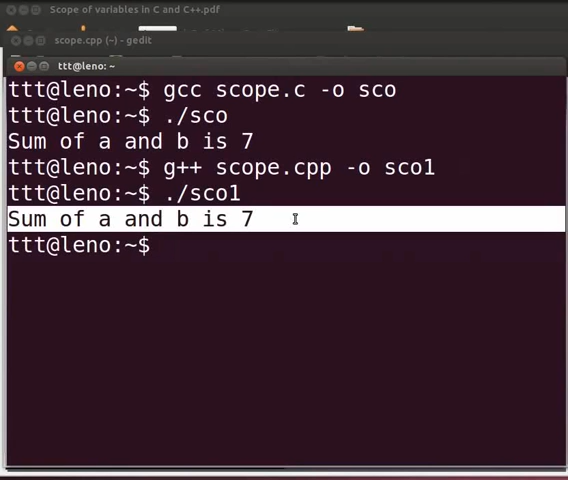 Scope of variables in C and C++.pdf
scope.cpp (~) - gedit
ttt@leno: ~
ttt@leno:~$ gcc scope.c -o sco
ttt@leno:~$ ./sco
Sum of a and b is 7
ttt@leno:~$ g++ scope.cpp -o sco1
ttt@leno:~$ ./sco1
Sum of a and b is 7
ttt@leno:~$